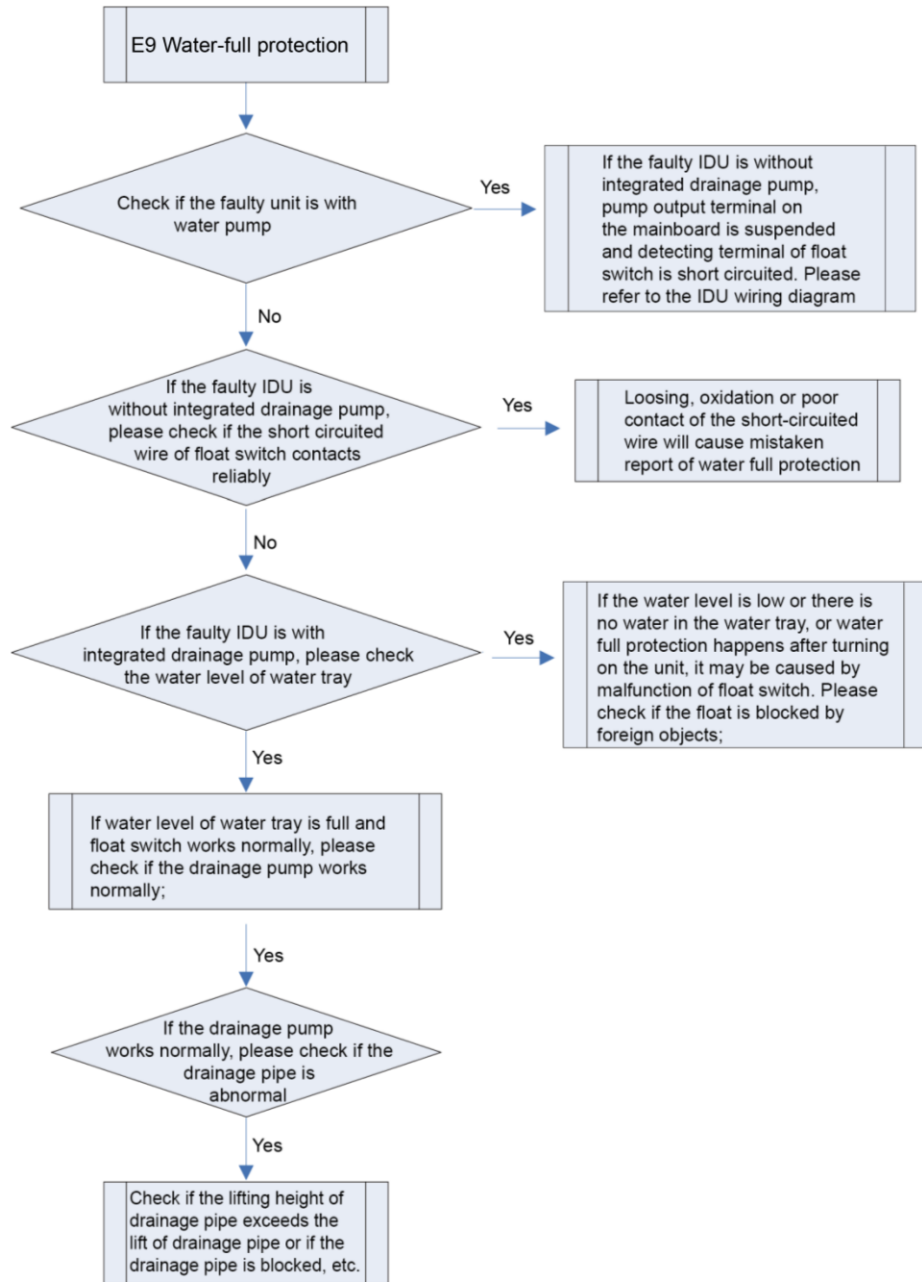 E9 Water-full protection
Check if the faulty unit is with
water pump
Yes
If the faulty IDU is without
integrated drainage pump,
pump output terminal on
the mainboard is suspended
and detecting terminal of float
switch is short circuited. Please
refer to the IDU wiring diagram
No
If the faulty IDU is
without integrated drainage pump,
please check if the short circuited
wire of float switch contacts
reliably
Yes
Loosing, oxidation or poor
contact of the short-circuited
wire will cause mistaken
report of water full protection
No
If the faulty IDU is with
integrated drainage pump, please check
the water level of water tray
Yes
If the water level is low or there is
no water in the water tray, or water
full protection happens after turning
on the unit, it may be caused by
malfunction of float switch. Please
check if the float is blocked by
foreign objects;
Yes
If water level of water tray is full and
float switch works normally, please
check if the drainage pump works
normally;
Yes
If the drainage pump
works normally, please check if the
drainage pipe is
abnormal
Yes
Check if the lifting height of
drainage pipe exceeds the
lift of drainage pipe or if the
drainage pipe is blocked, etc.